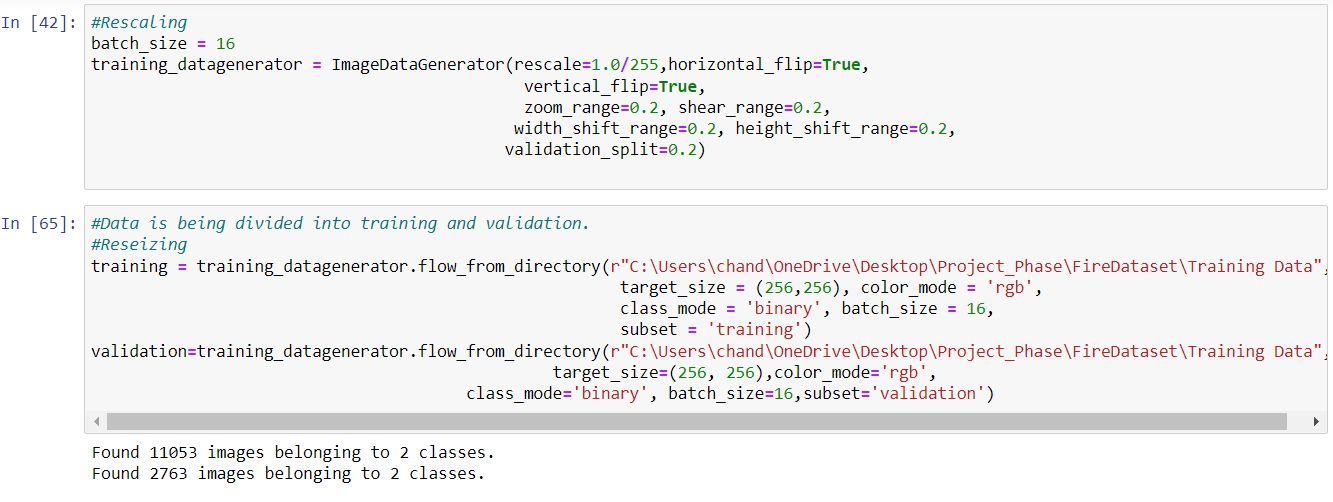 In [42]: #Rescaling
batch_size = 16
training_datagenerator = ImageDataGenerator(rescale=1.0/255,horizontal_flip=True,
vertical_flip=True,
zoom_range=0.2, shear_range=0.2,
width_shift_range=0.2, height_shift_range=0.2,
validation_split=0.2)
In [65]: #Data is being divided into training and validation.
#Reseizing
training = training_datagenerator.flow_from_directory(r"C:\Users\chand\OneDrive\Desktop\Project_Phase\FireDataset\Training Data",
target_size = (256,256), color_mode = 'rgb',
class_mode = 'binary', batch_size = 16,
subset = 'training')
validation=training_datagenerator.flow_from_directory(r"C:\Users\chand\OneDrive\Desktop\Project_Phase\FireDataset\Training Data",
target_size=(256, 256),color_mode='rgb',
class_mode='binary', batch_size=16,subset='validation')
Found 11053 images belonging to 2 classes.
Found 2763 images belonging to 2 classes.